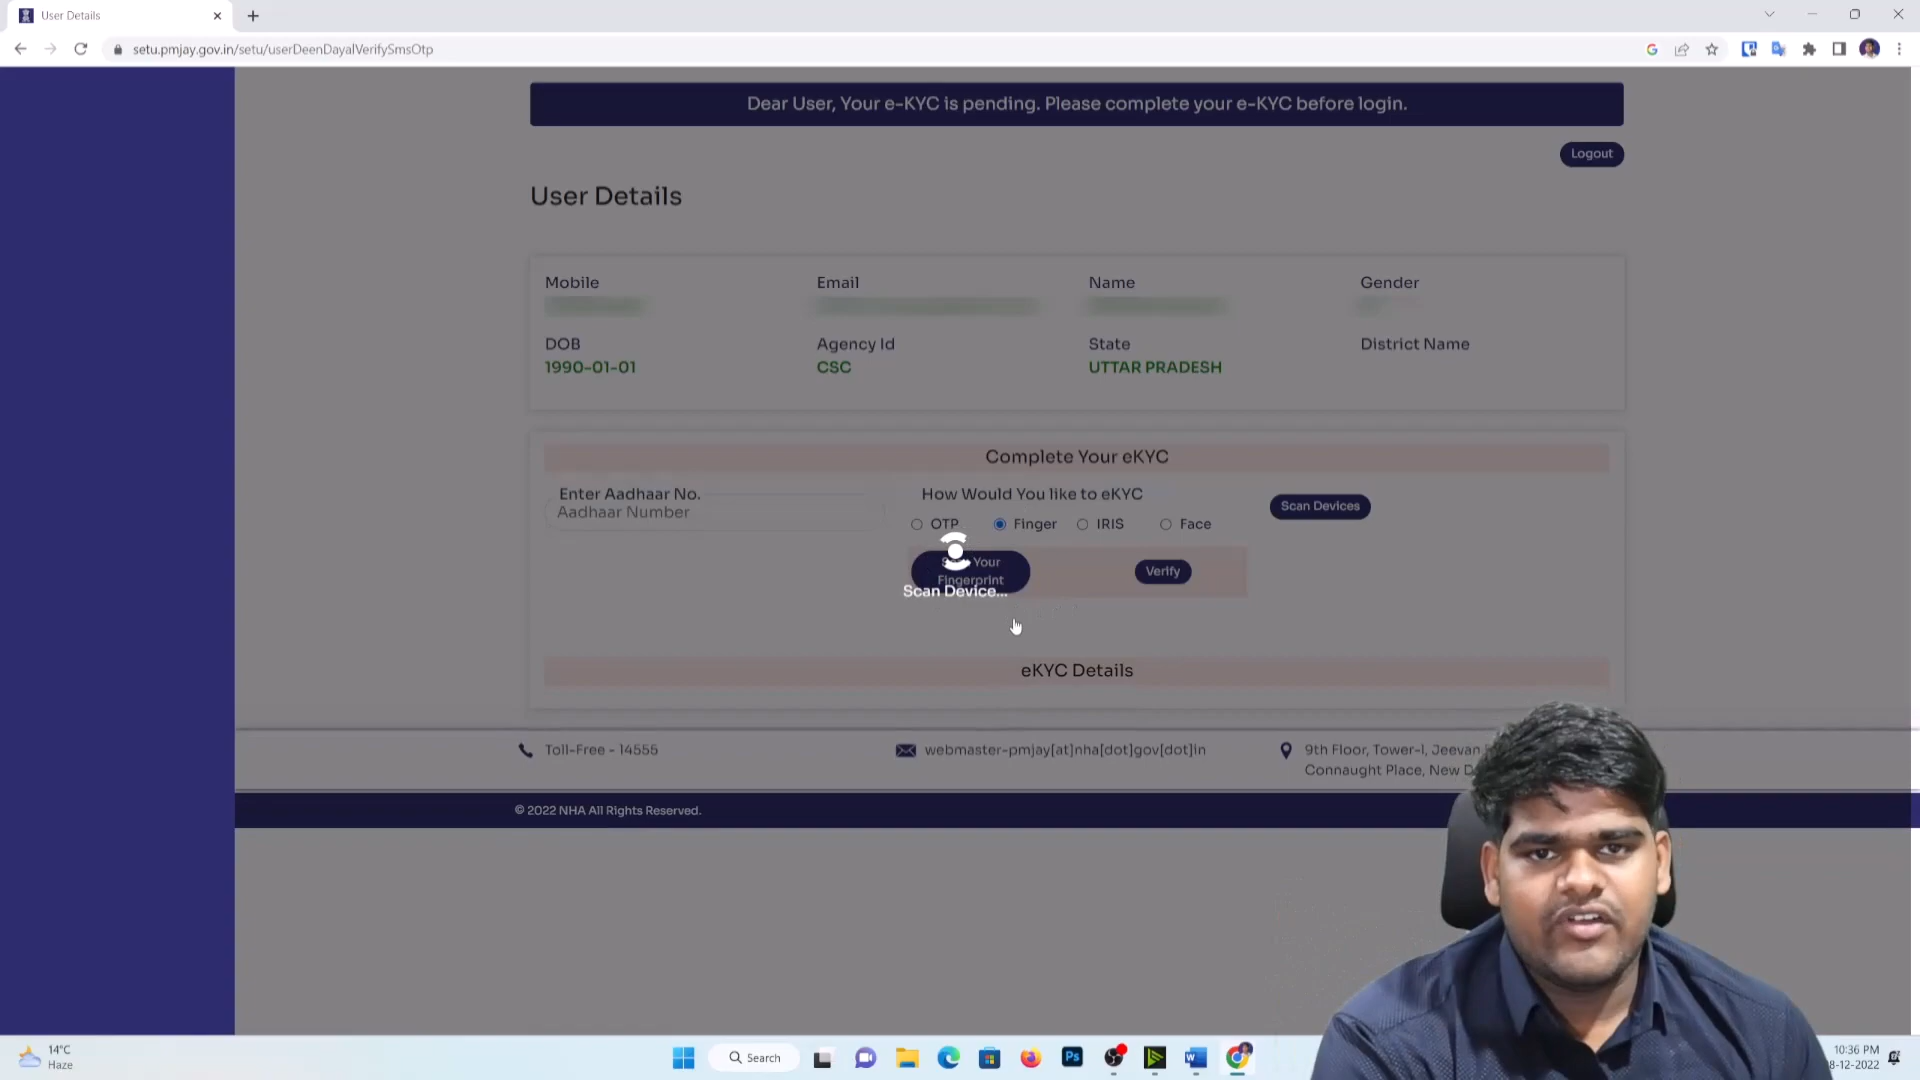 User Details
setu.pmjay.gov.in/setu/userDeenDayalVerifySmsOtp
Dear User, Your e-KYC is pending. Please complete your e-KYC before login.
Logout
User Details
Mobile Email Name Gender
DOB Agency Id State District Name
1990-01-01 CSC UTTAR PRADESH
Complete Your eKYC
Enter Aadhaar No. How Would You like to eKYC
Aadhaar Number
Scan Devices
OTP Finger IRIS Face
Your
Fingerprint
Verify
Scan Device...
eKYC Details
Toll-Free - 14555 webmaster-pmjay[at]nha[dot]gov[dot]in 9th Floor, Tower-l, Jeevan
Connaught Place, New
© 2022 NHA All Rights Reserved.
14°C
Haze
Search
Ps
W
10:36 PM
8-12-2022